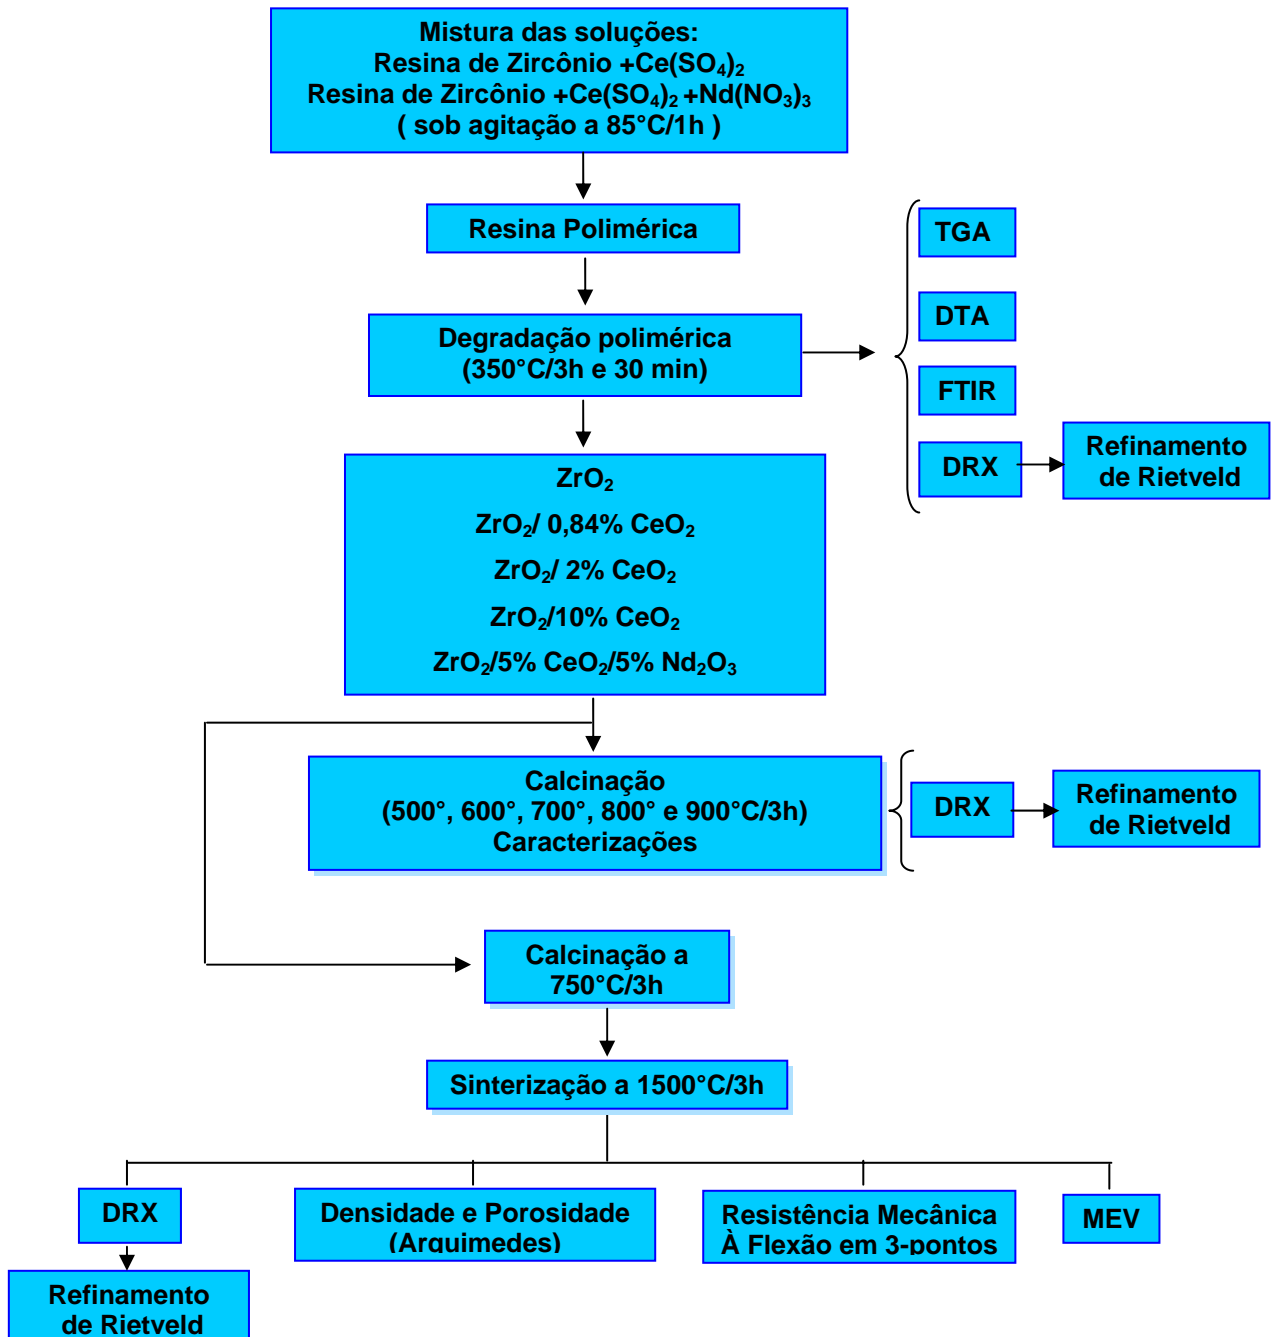 Mistura das soluções:
Resina de Zircônio +Ce(SO₄)₂
Resina de Zircônio +Ce(SO₄)₂ +Nd(NO₃)₃
( sob agitação a 85°C/1h )
Resina Polimérica
Degradação polimérica
(350°C/3h e 30 min)
TGA
DTA
FTIR
DRX
Refinamento
de Rietveld
ZrO₂
ZrO₂/ 0,84% CeO₂
ZrO₂/ 2% CeO₂
ZrO₂/10% CeO₂
ZrO₂/5% CeO₂/5% Nd₂O₃
Calcinação
(500°, 600°, 700°, 800° e 900°C/3h)
Caracterizações
DRX
Refinamento
de Rietveld
Calcinação a
750°C/3h
Sinterização a 1500°C/3h
DRX
Refinamento
de Rietveld
Densidade e Porosidade
(Arquimedes)
Resistência Mecânica
À Flexão em 3-pontos
MEV